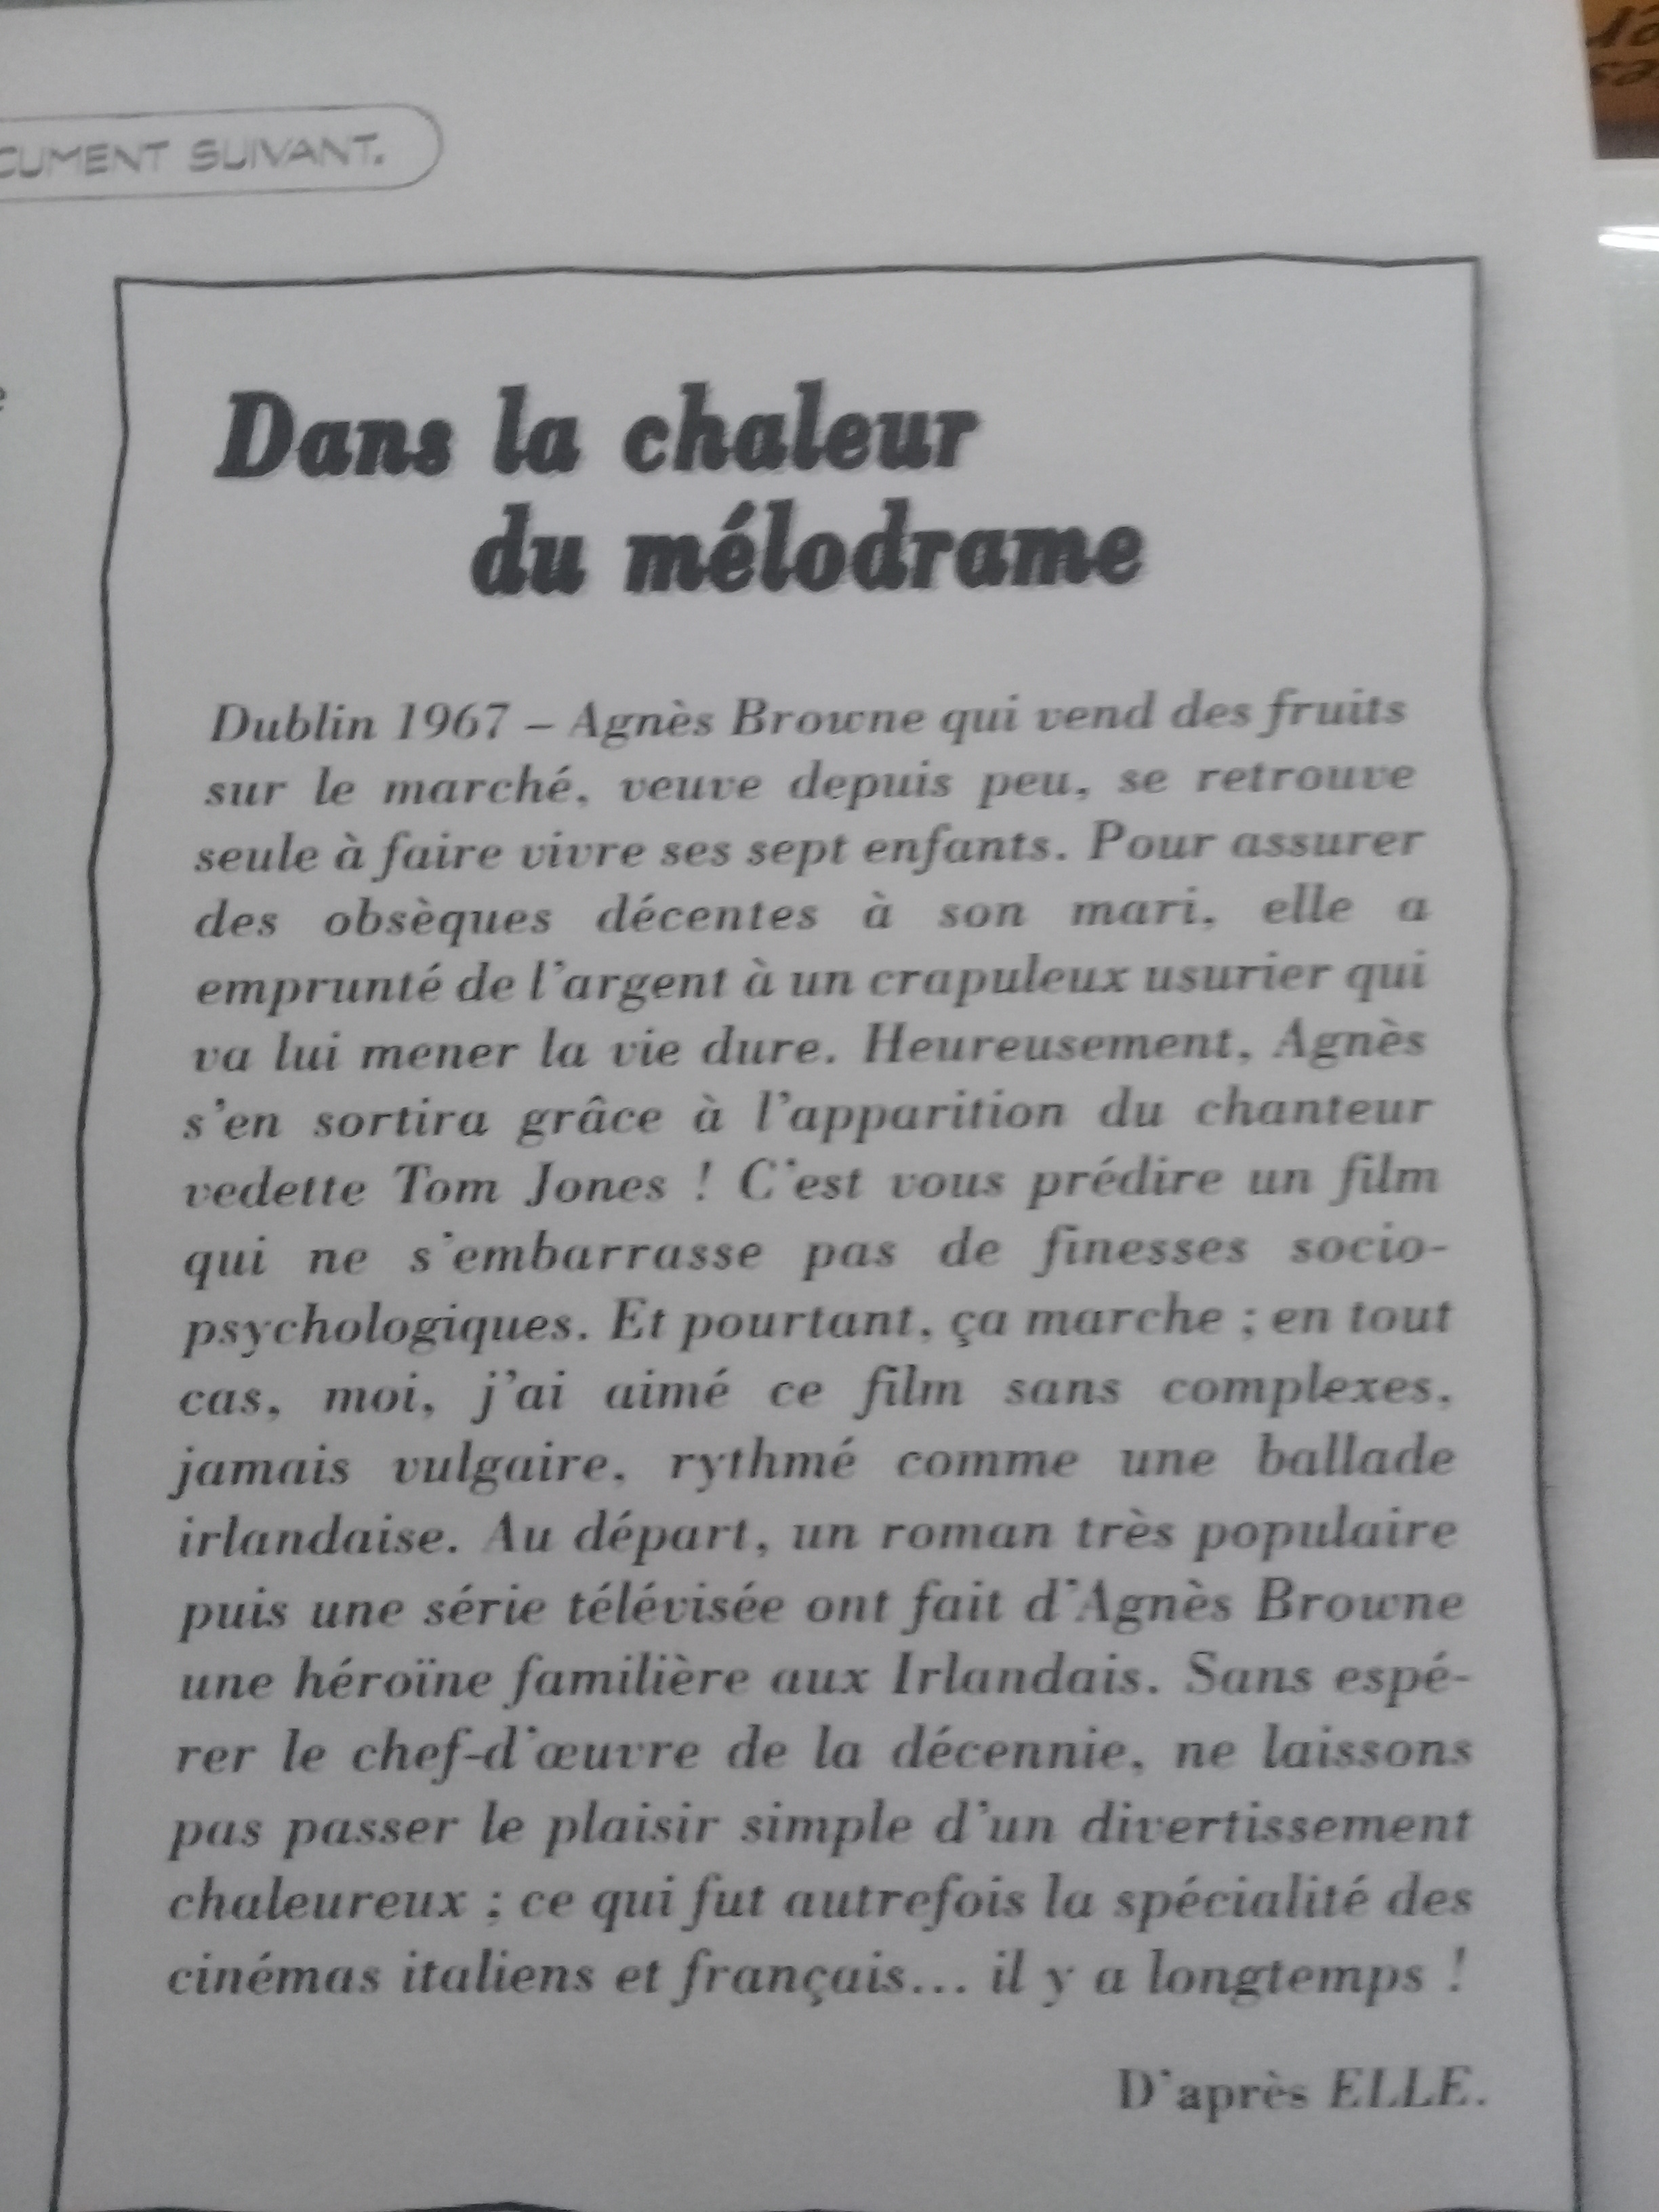 CUMENT SUIVANT.
Dans la chaleur
du mélodrame
Dublin 1967 – Agnès Browne qui vend des fruits
sur le marché, veuve depuis peu, se retrouve
seule à faire vivre ses sept enfants. Pour assurer
des obsèques décentes à son mari, elle a
emprunté de l'argent à un crapuleux usurier qui
va lui mener la vie dure. Heureusement, Agnès
s'en sortira grâce à l'apparition du chanteur
vedette Tom Jones ! C'est vous prédire un film
qui ne s'embarrasse pas de finesses socio-
psychologiques. Et pourtant, ça marche ; en tout
cas, moi, j'ai aimé ce film sans complexes,
jamais vulgaire, rythmé comme une ballade
irlandaise. Au départ, un roman très populaire
puis une série télévisée ont fait d'Agnès Browne
une héroïne familière aux Irlandais. Sans espé-
rer le chef-d'œuvre de la décennie, ne laissons
pas passer le plaisir simple d'un divertissement
chaleureux ; ce qui fut autrefois la spécialité des
cinémas italiens et français... il y a longtemps !
D'après ELLE.